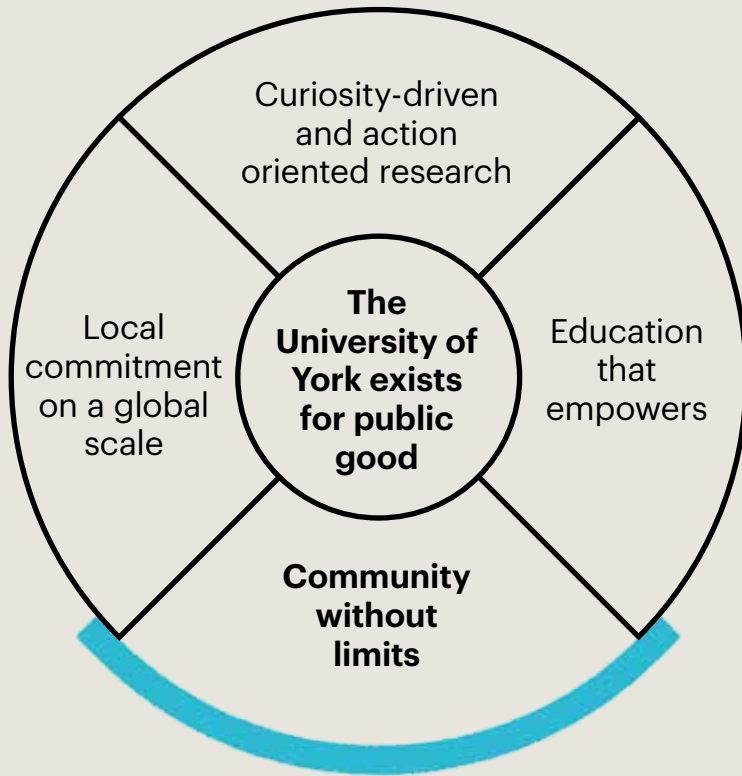 Curiosity-driven
and action
oriented research
Local
commitment
on a global
scale
The
University of
York exists
for public
good
Education
that
empowers
Community
without
limits